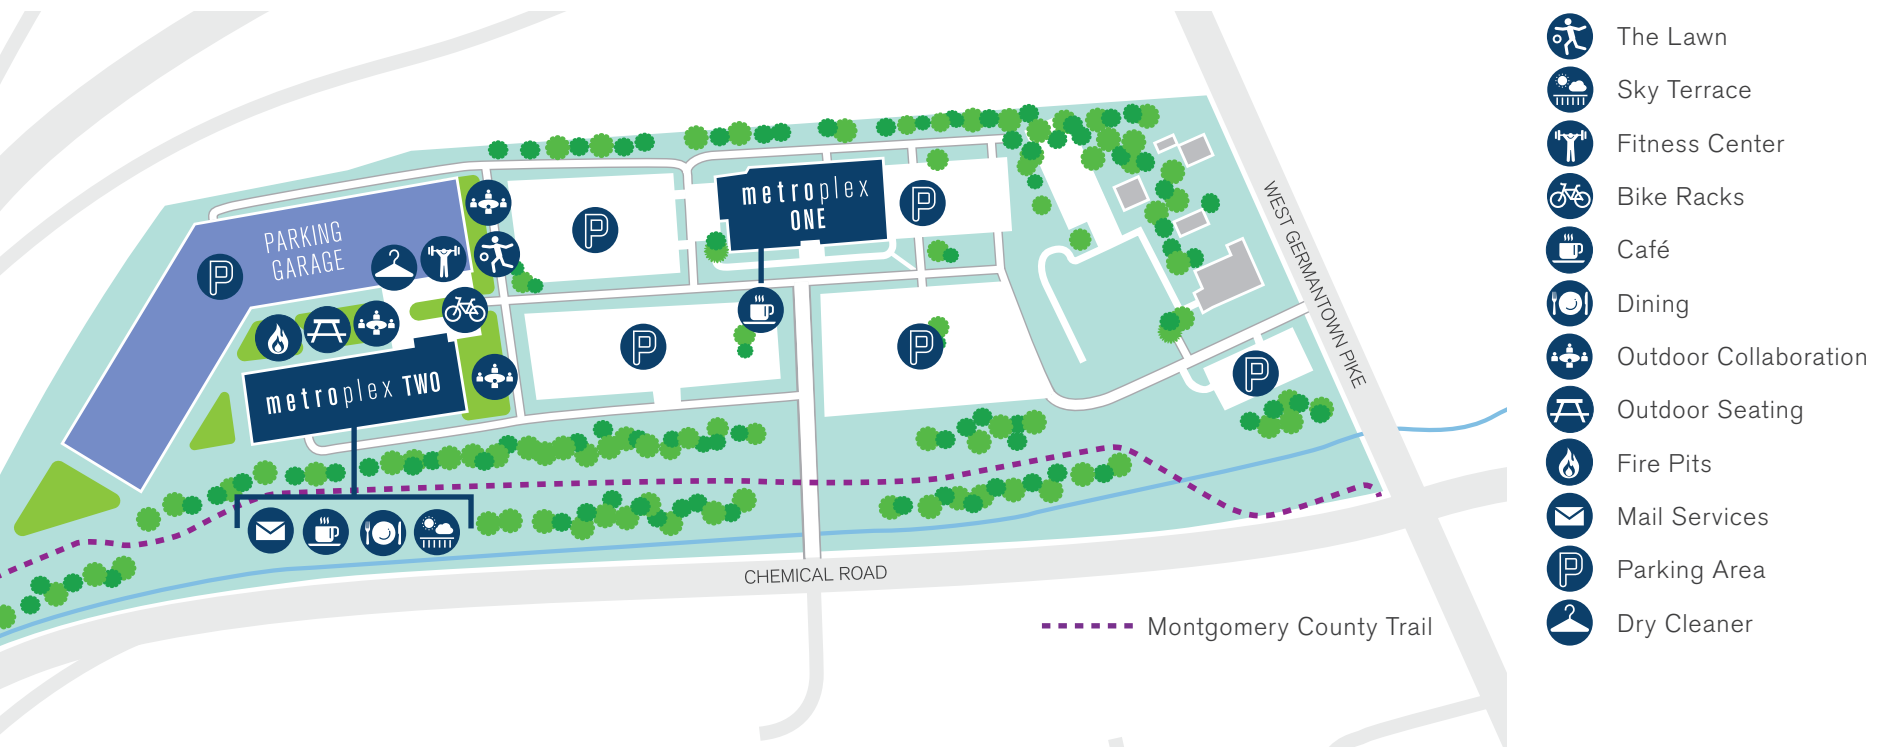 PARKING
GARAGE
P
metroplex
ONE
P
P
metroplex TWO
P
P
P
WEST GERMANTOWN PIKE
CHEMICAL ROAD
Montgomery County Trail
The Lawn
Sky Terrace
Fitness Center
Bike Racks
Café
Dining
Outdoor Collaboration
Outdoor Seating
Fire Pits
Mail Services
P Parking Area
Dry Cleaner